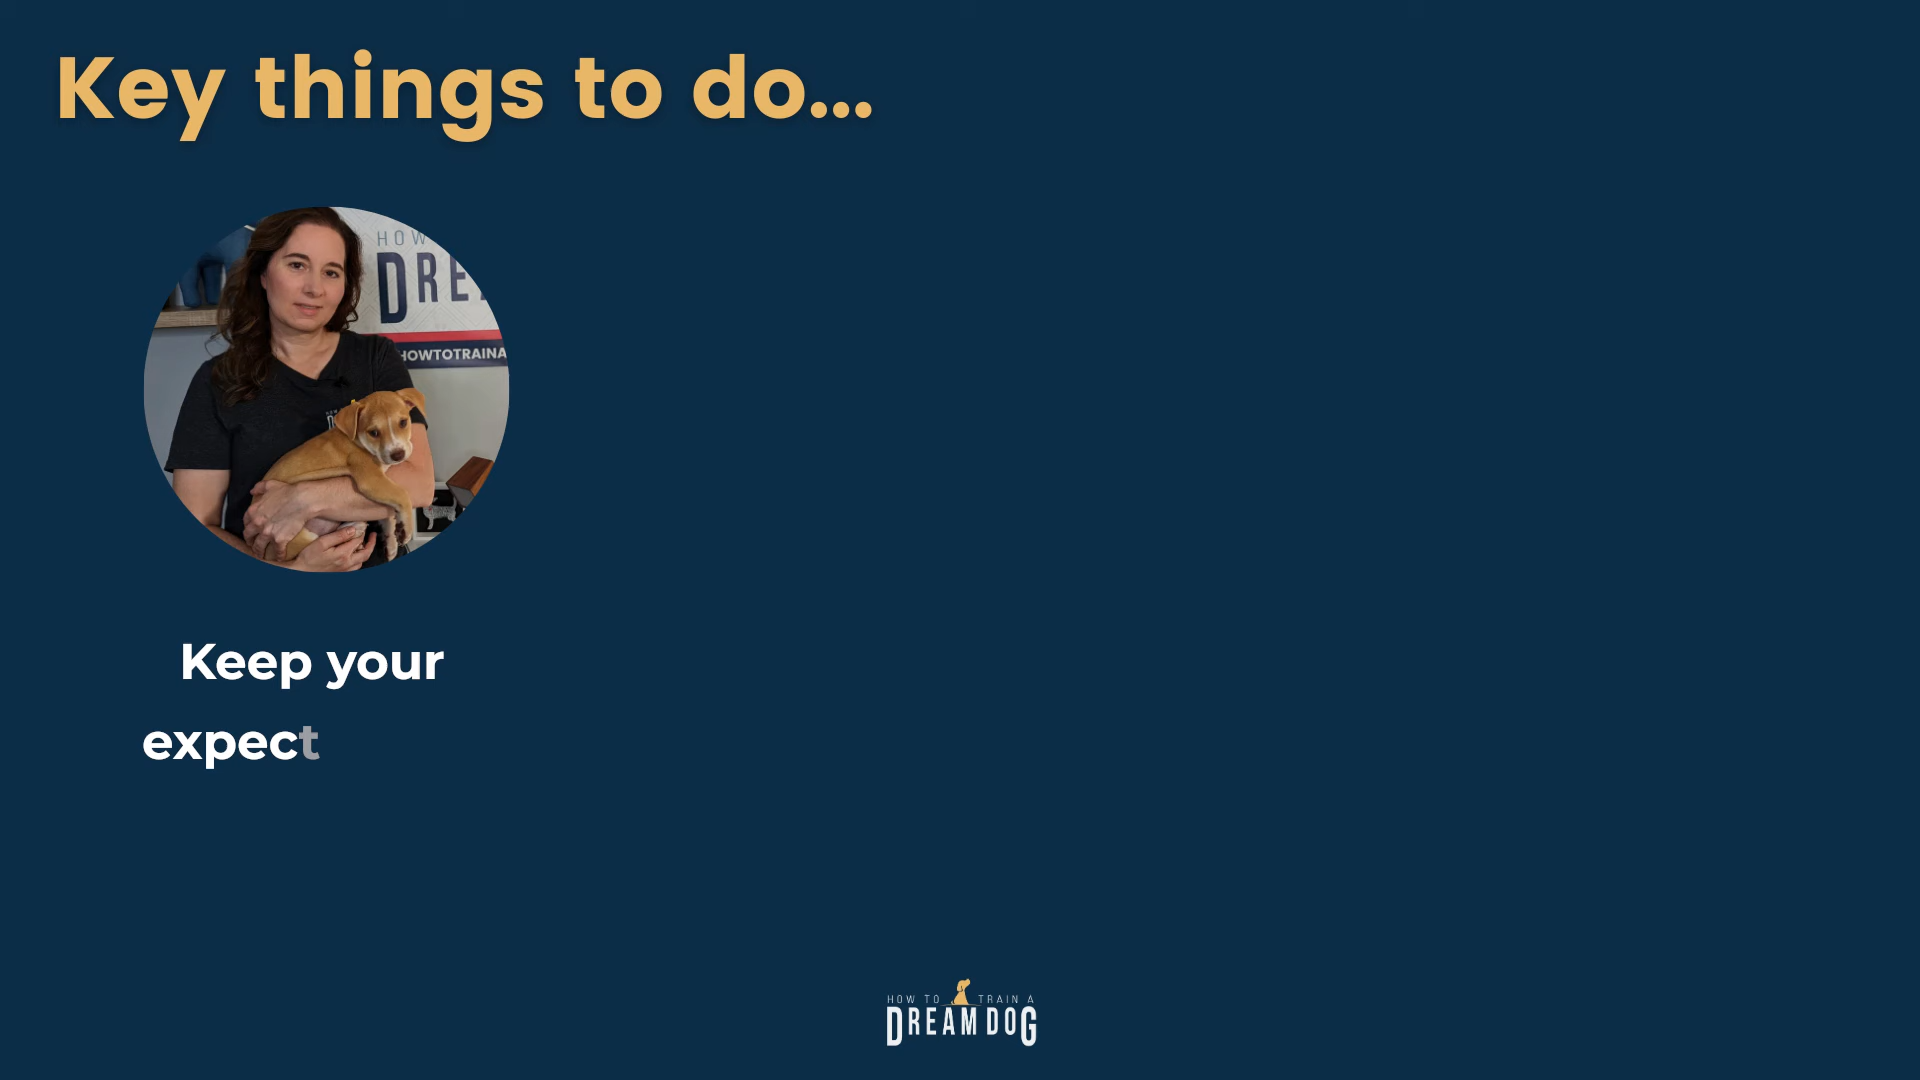 Key things to do...
HOW
DRE
HOWTOTRAINA
Keep your
expect
HOW TO TRAIN A
DREAM DOG